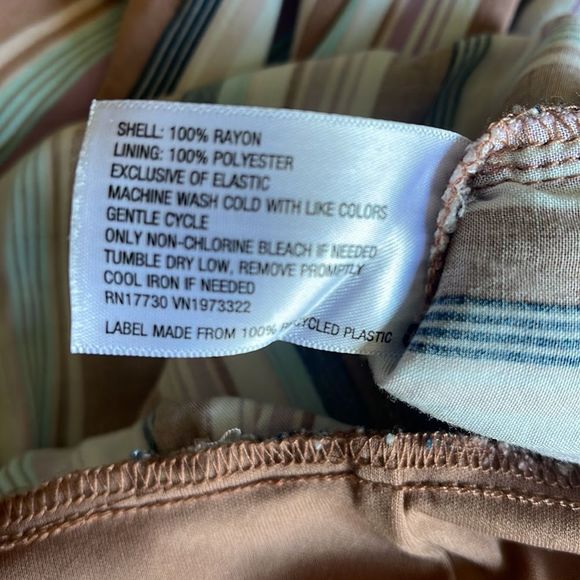 SHELL: 100% RAYON
LINING: 100% POLYESTER
EXCLUSIVE OF ELASTIC
MACHINE WASH COLD WITH LIKE COLORS
GENTLE CYCLE
ONLY NON-CHLORINE BLEACH IF NEEDED
TUMBLE DRY LOW, REMOVE PROMPTLY
COOL IRON IF NEEDED
RN17730 VN1973322
LABEL MADE FROM 100% RECYCLED PLASTIC